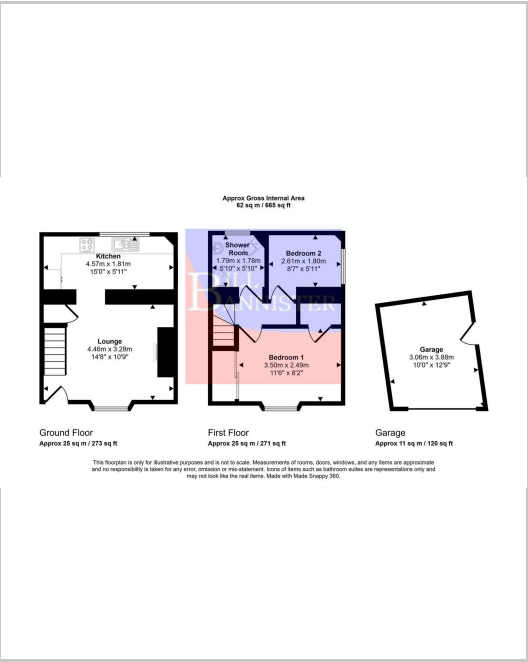 Approx Gross Internal Area
62 sq m / 665 sq ft
Kitchen
4.57m x 1.81m
15'0" x 5'11"
Lounge
4.46m x 3.28m
14'8" x 10'9"
Ground Floor
Approx 25 sq m / 273 sq ft
Shower
Room
1.79m x 1.78m
5'10" x 5'10"
Bedroom 2
2.61m x 1.80m
8'7" x 5'11"
BILL
BANNISTER
Bedroom 1
3.50m x 2.49m
11'6" x 8'2"
First Floor
Approx 25 sq m / 271 sq ft
Garage
3.06m x 3.88m
10'0" x 12'9"
Garage
Approx 11 sq m / 120 sq ft
This floorplan is only for illustrative purposes and is not to scale. Measurements of rooms, doors, windows, and any items are approximate
and no responsibility is taken for any error, omission or mis-statement. Icons of items such as bathroom suites are representations only and
may not look like the real items. Made with Made Snappy 360.